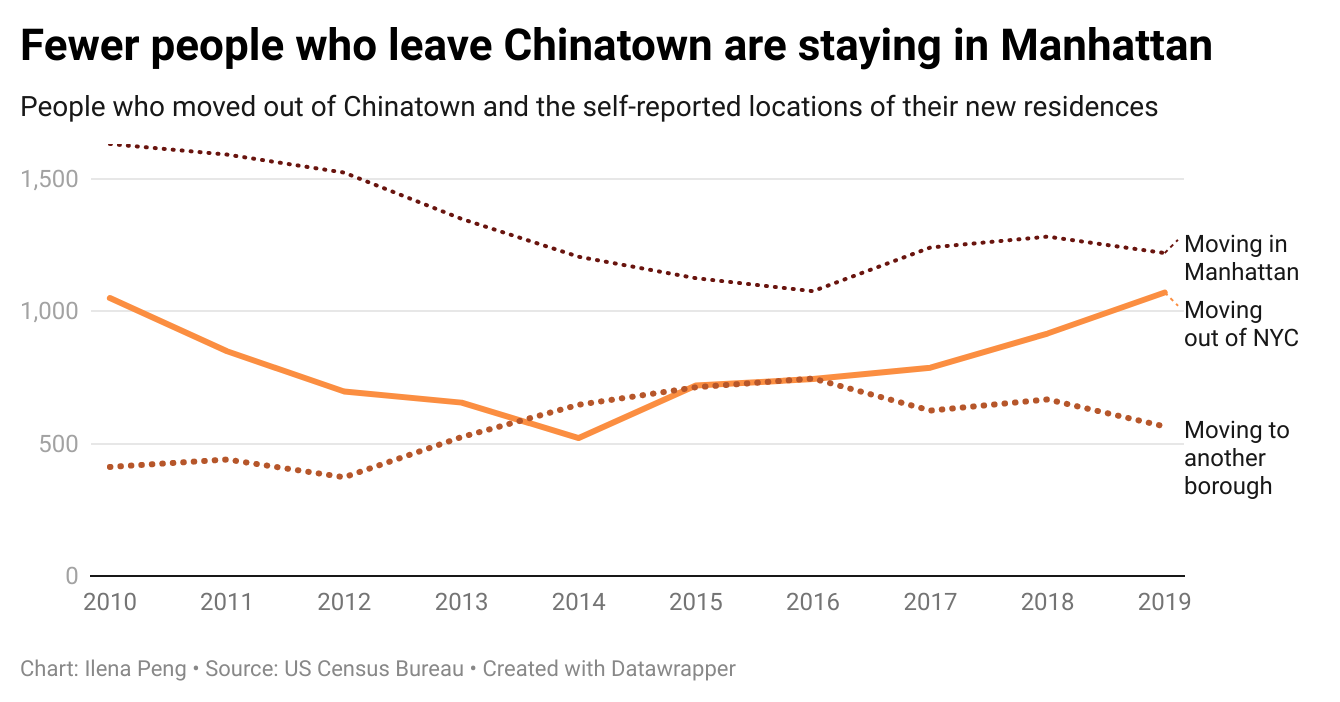 Fewer people who leave Chinatown are staying in Manhattan
People who moved out of Chinatown and the self-reported locations of their new residences
1,500
1,000
500
0
Moving in
Manhattan
Moving
out of NYC
Moving to
another
borough
2010 2011 2012 2013 2014 2015 2016 2017 2018 2019
Chart: Ilena Peng • Source: US Census Bureau • Created with Datawrapper